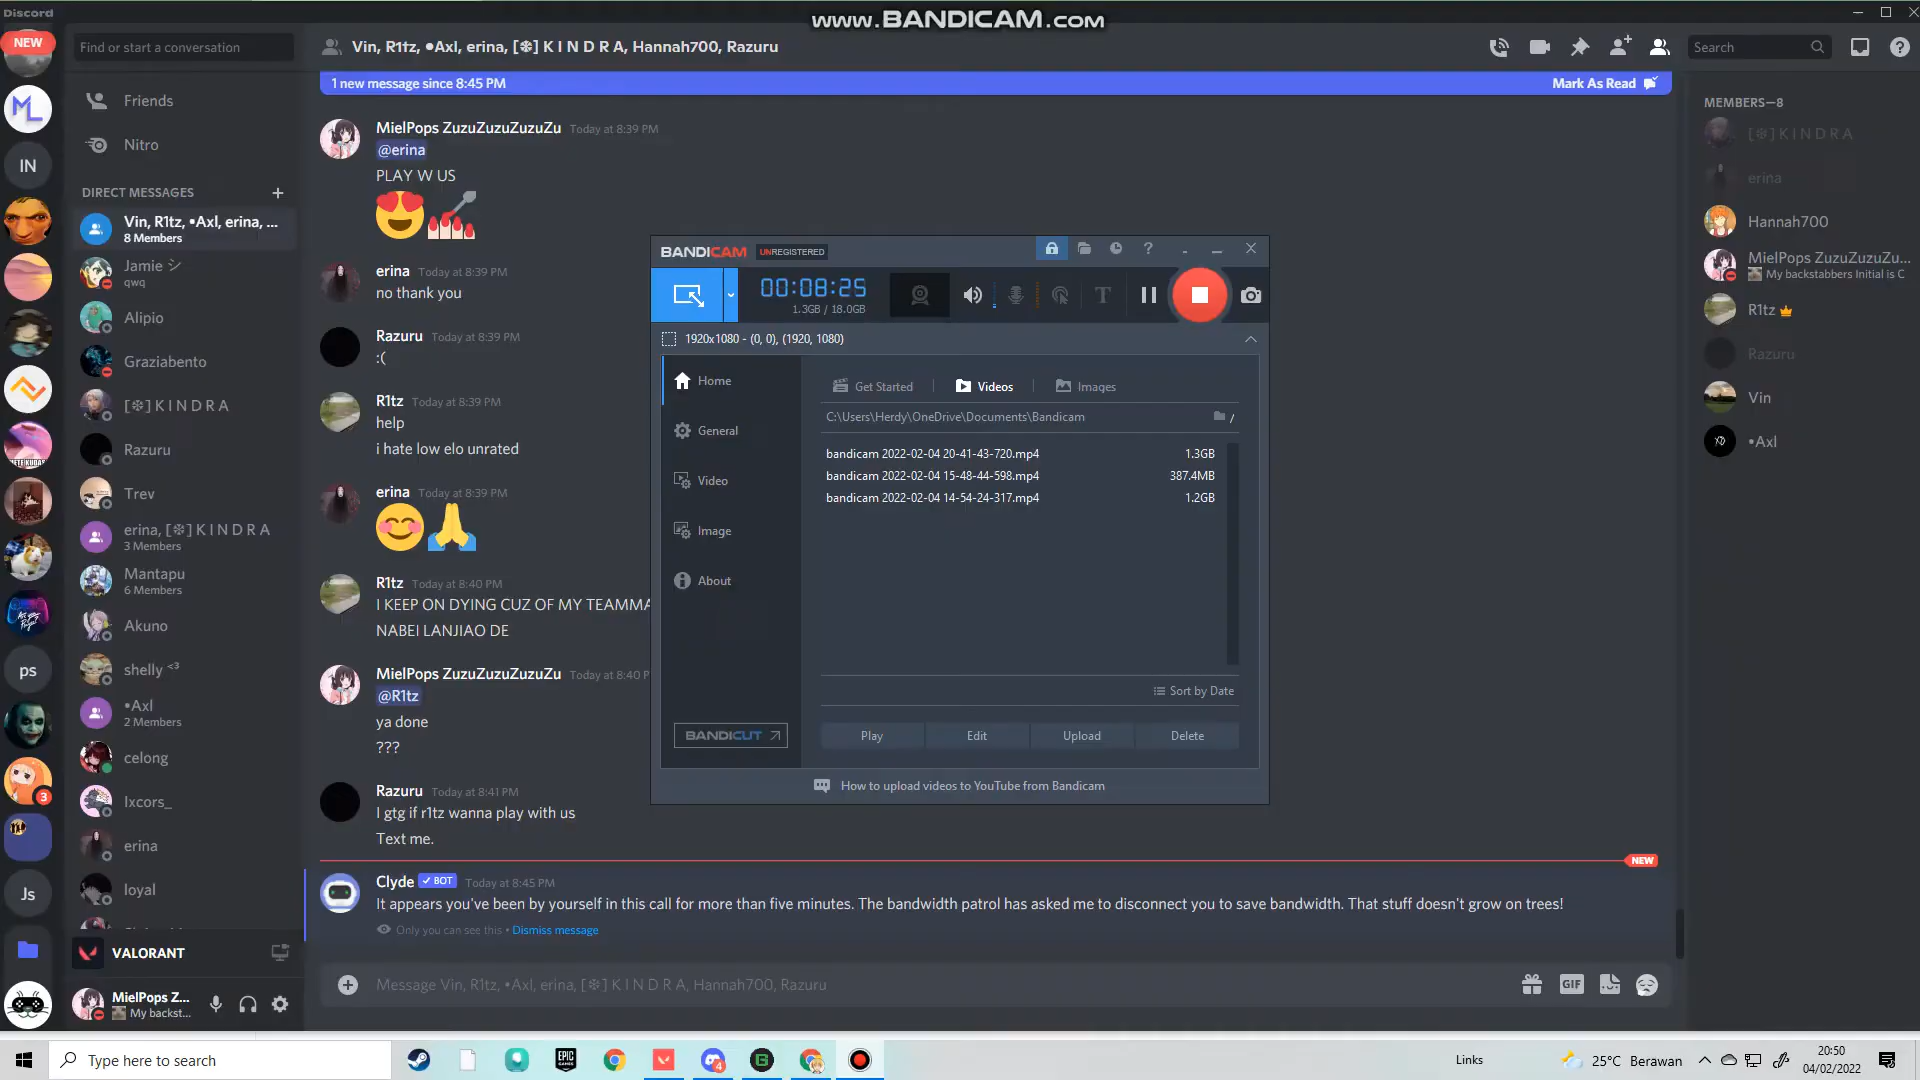 Discord
www.BANDICAM.com
NEW
Find or start a conversation
Vin, R1tz, •Axl, erina, [❄] K I N D R A, Hannah700, Razuru
Search
1 new message since 8:45 PM
Mark As Read
ML
IN
ps
3
Js
Friends
Nitro
DIRECT MESSAGES
Vin, R1tz, •Axl, erina, ...
8 Members
Jamie シ
qwq
Alipio
Graziabento
[❄] K I N D R A
Razuru
Trev
erina, [❄] K I N D R A
3 Members
Mantapu
6 Members
Akuno
shelly <3
•Axl
2 Members
celong
Ixcors_
erina
loyal
VALORANT
MielPops Z...
My backst...
MielPops ZuzuZuzuZuzuZu Today at 8:39 PM
@erina
PLAY W US
erina Today at 8:39 PM
no thank you
Razuru Today at 8:39 PM
:(
R1tz Today at 8:39 PM
help
i hate low elo unrated
erina Today at 8:39 PM
R1tz Today at 8:40 PM
I KEEP ON DYING CUZ OF MY TEAMMA
NABEI LANJIAO DE
MielPops ZuzuZuzuZuzuZu Today at 8:40 P
@R1tz
ya done
???
Razuru Today at 8:41 PM
I gtg if r1tz wanna play with us
Text me.
NEW
Clyde BOT Today at 8:45 PM
It appears you've been by yourself in this call for more than five minutes. The bandwidth patrol has asked me to disconnect you to save bandwidth. That stuff doesn't grow on trees!
Only you can see this • Dismiss message
Message Vin, R1tz, •Axl, erina, [❄] K I N D R A, Hannah700, Razuru
GIF
BANDICAM UNREGISTERED
00:08:25
1.3GB / 18.0GB
1920x1080 - (0, 0), (1920, 1080)
Home
General
Video
Image
About
BANDICUT
Get Started
Videos
Images
C:\Users\Herdy\OneDrive\Documents\Bandicam
bandicam 2022-02-04 20-41-43-720.mp4 1.3GB
bandicam 2022-02-04 15-48-44-598.mp4 387.4MB
bandicam 2022-02-04 14-54-24-317.mp4 1.2GB
Sort by Date
Play
Edit
Upload
Delete
How to upload videos to YouTube from Bandicam
MEMBERS—8
[❄] K I N D R A
erina
Hannah700
MielPops ZuzuZuzuZu...
My backstabbers Initial is C
R1tz
Razuru
Vin
•Axl
Type here to search
EPIC GAMES
4
Links
25°C Berawan
20:50
04/02/2022